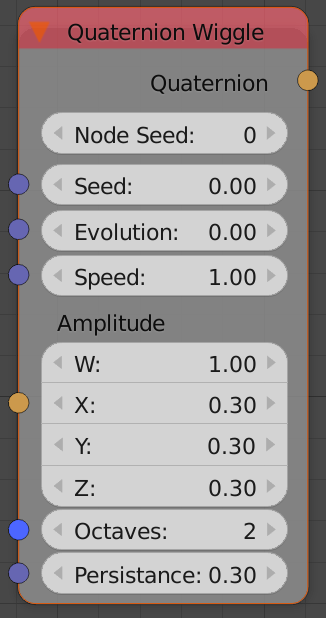 Quaternion Wiggle
Quaternion
Node Seed: 0
Seed: 0.00
Evolution: 0.00
Speed: 1.00
Amplitude
W: 1.00
X: 0.30
Y: 0.30
Z: 0.30
Octaves: 2
Persistance: 0.30